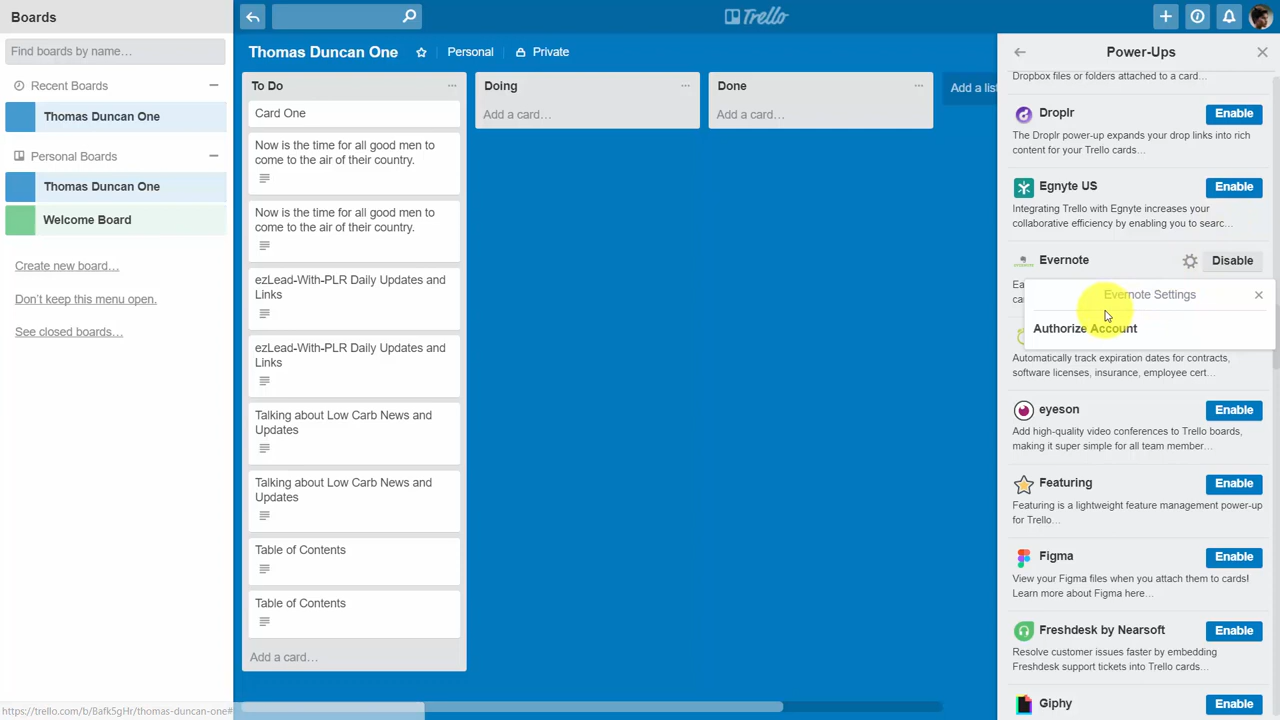 Boards
Find boards by name…
Recent Boards
Thomas Duncan One
Personal Boards
Thomas Duncan One
Welcome Board
Create new board…
Don't keep this menu open.
See closed boards…
https://trello.com/b/8afk5gHr/thomas-duncan-one#
Trello
Thomas Duncan One
Personal
Private
To Do
Card One
Now is the time for all good men to
come to the air of their country.
Now is the time for all good men to
come to the air of their country.
ezLead-With-PLR Daily Updates and
Links
ezLead-With-PLR Daily Updates and
Links
Talking about Low Carb News and
Updates
Talking about Low Carb News and
Updates
Table of Contents
Table of Contents
Add a card…
Doing
Add a card…
Done
Add a card…
Add a list
Power-Ups
Dropbox files or folders attached to a card…
Droplr
Enable
The Droplr power-up expands your drop links into rich
content for your Trello cards…
Egnyte US
Enable
Integrating Trello with Egnyte increases your
collaborative efficiency by enabling you to searc…
Evernote
Disable
Evernote Settings
Authorize Account
Automatically track expiration dates for contracts,
software licenses, insurance, employee cert…
eyeson
Enable
Add high-quality video conferences to Trello boards,
making it super simple for all team member…
Featuring
Enable
Featuring is a lightweight feature management power-up
for Trello…
Figma
Enable
View your Figma files when you attach them to cards!
Learn more about Figma here…
Freshdesk by Nearsoft
Enable
Resolve customer issues faster by embedding
Freshdesk support tickets into Trello cards…
Giphy
Enable